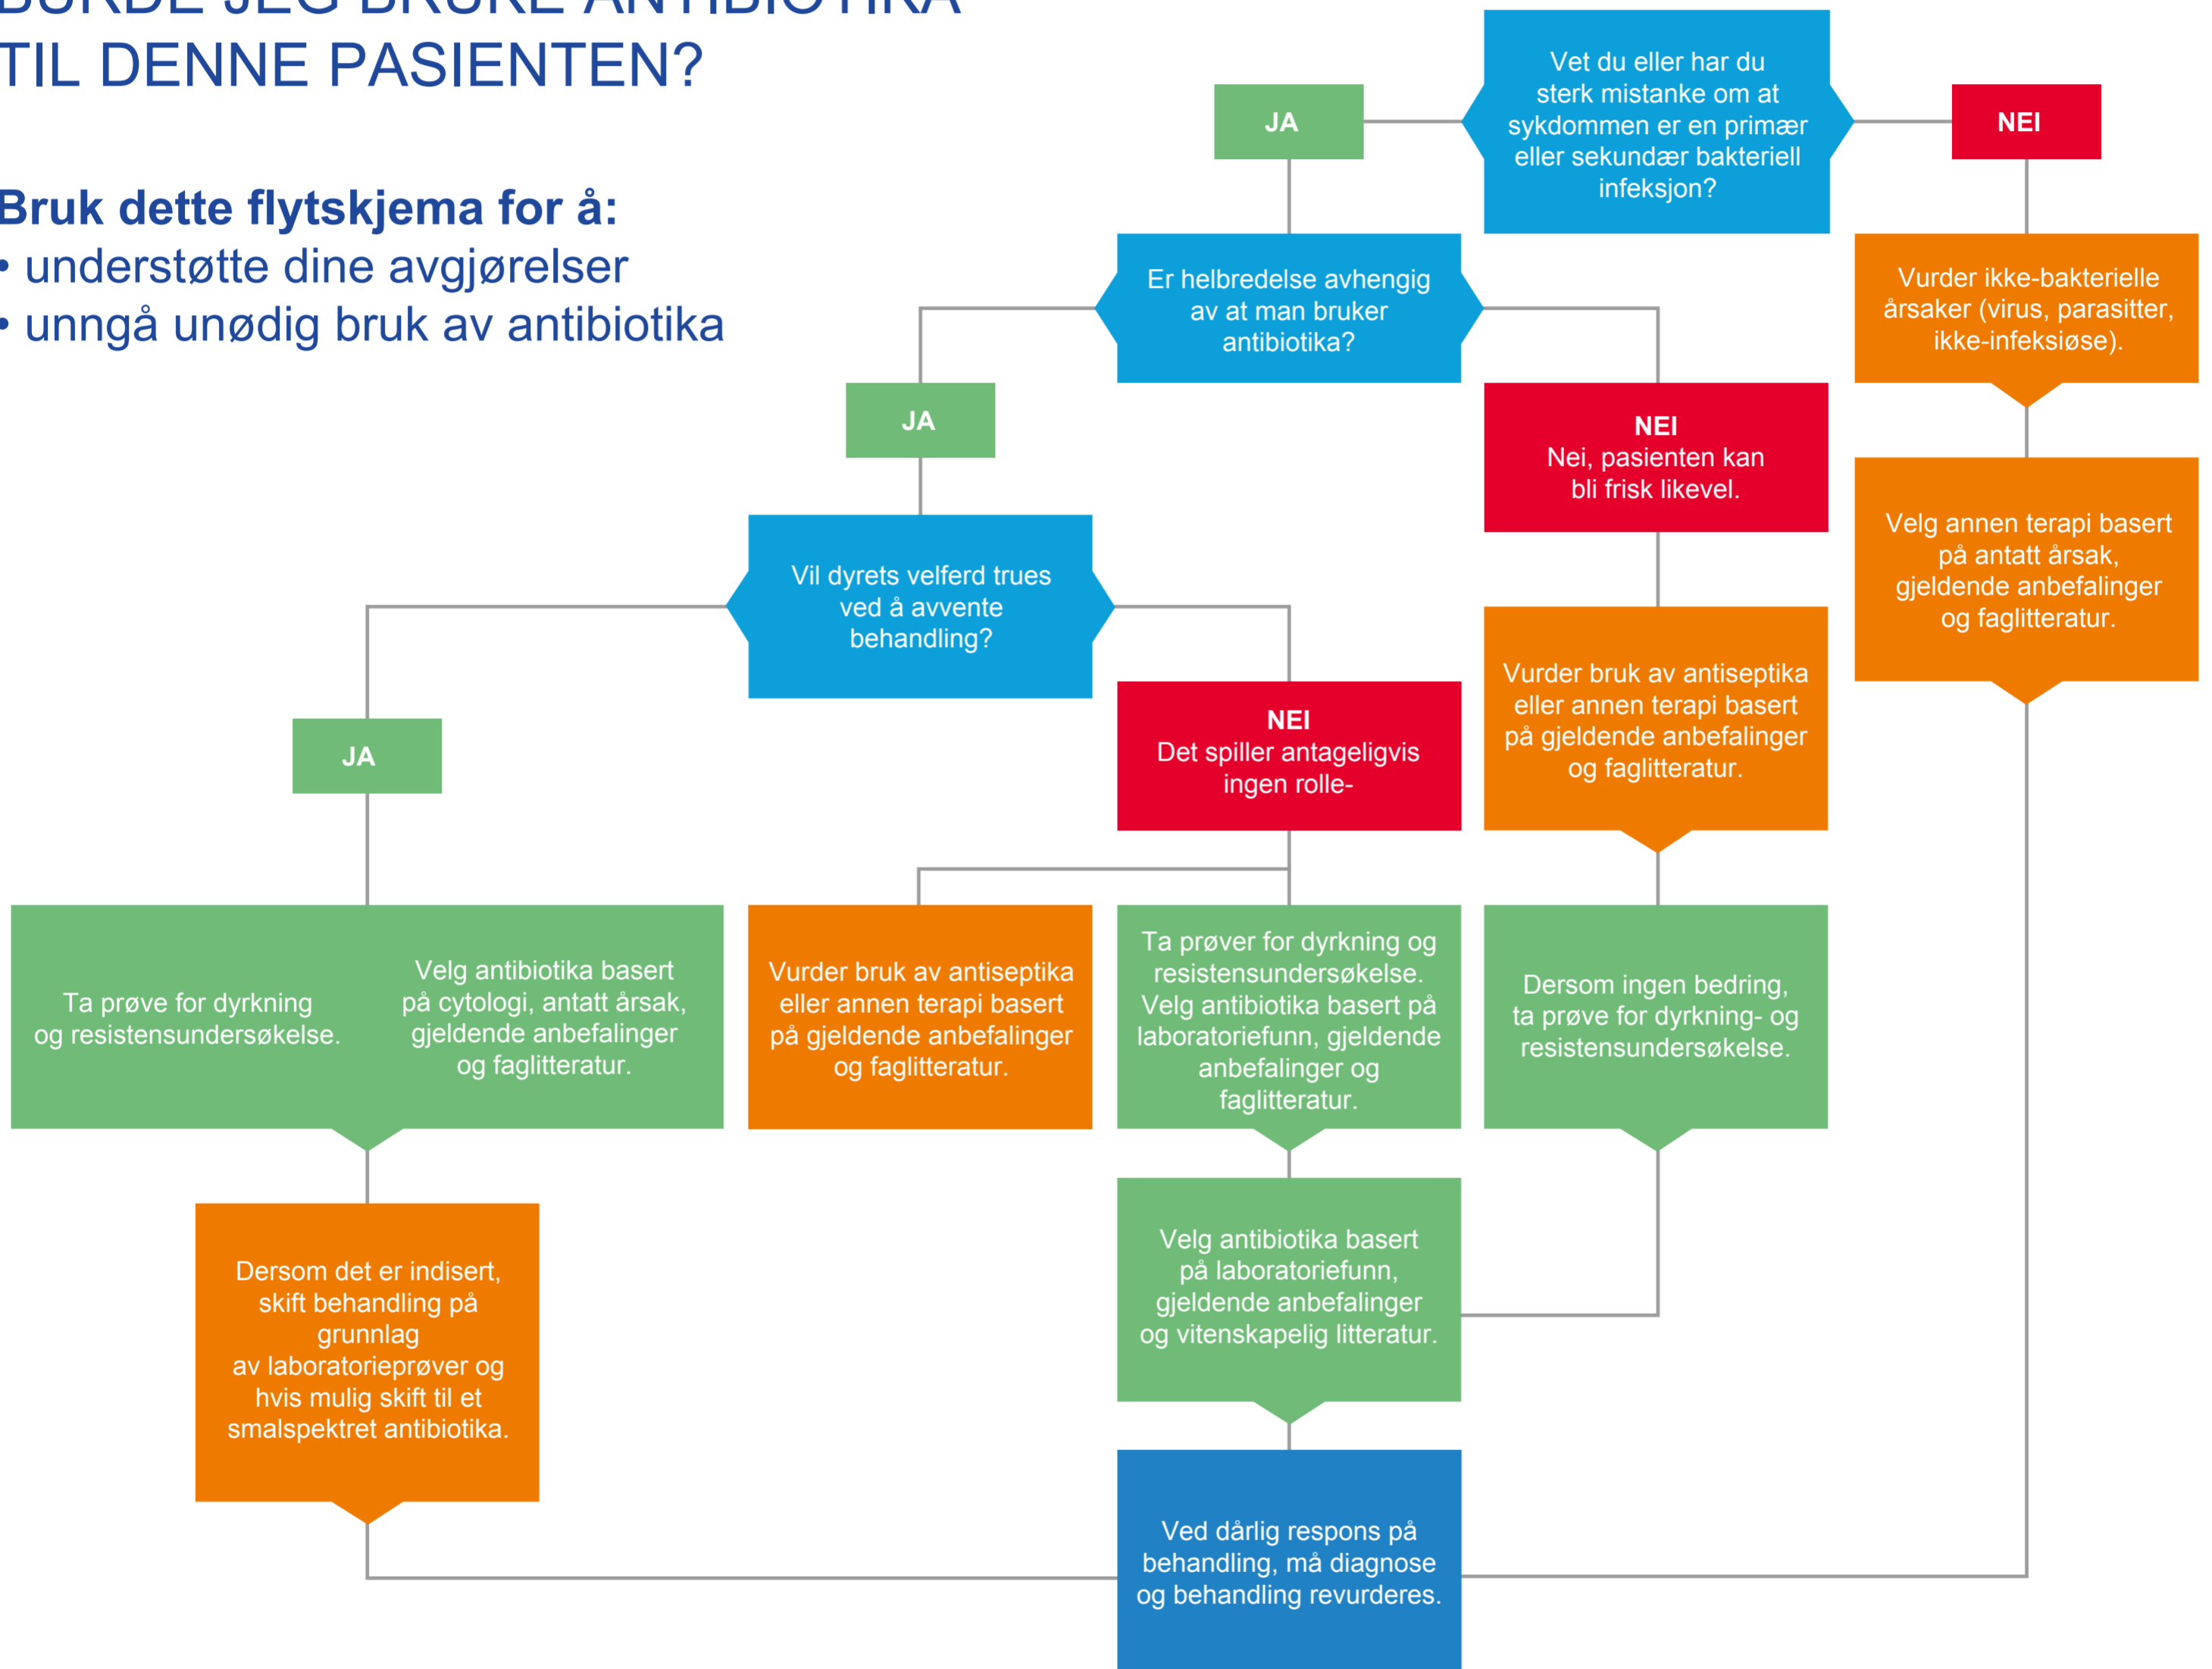 BURDE JEG BRUKE ANTIBIOTIKA
TIL DENNE PASIENTEN?
Bruk dette flytskjema for å:
• understøtte dine avgjørelser
• unngå unødig bruk av antibiotika
Vet du eller har du
sterk mistanke om at
sykdommen er en primær
eller sekundær bakteriell
infeksjon?
JA
NEI
Er helbredelse avhengig
av at man bruker
antibiotika?
Vurder ikke-bakterielle
årsaker (virus, parasitter,
ikke-infeksiøse).
JA
NEI
Nei, pasienten kan
bli frisk likevel.
Velg annen terapi basert
på antatt årsak,
gjeldende anbefalinger
og faglitteratur.
Vil dyrets velferd trues
ved å avvente
behandling?
Vurder bruk av antiseptika
eller annen terapi basert
på gjeldende anbefalinger
og faglitteratur.
JA
NEI
Det spiller antageligvis
ingen rolle-
Ta prøve for dyrkning
og resistensundersøkelse.
Velg antibiotika basert
på cytologi, antatt årsak,
gjeldende anbefalinger
og faglitteratur.
Vurder bruk av antiseptika
eller annen terapi basert
på gjeldende anbefalinger
og faglitteratur.
Ta prøver for dyrkning og
resistensundersøkelse.
Velg antibiotika basert på
laboratoriefunn, gjeldende
anbefalinger og
faglitteratur.
Dersom ingen bedring,
ta prøve for dyrkning- og
resistensundersøkelse.
Dersom det er indisert,
skift behandling på
grunnlag
av laboratorieprøver og
hvis mulig skift til et
smalspektret antibiotika.
Velg antibiotika basert
på laboratoriefunn,
gjeldende anbefalinger
og vitenskapelig litteratur.
Ved dårlig respons på
behandling, må diagnose
og behandling revurderes.